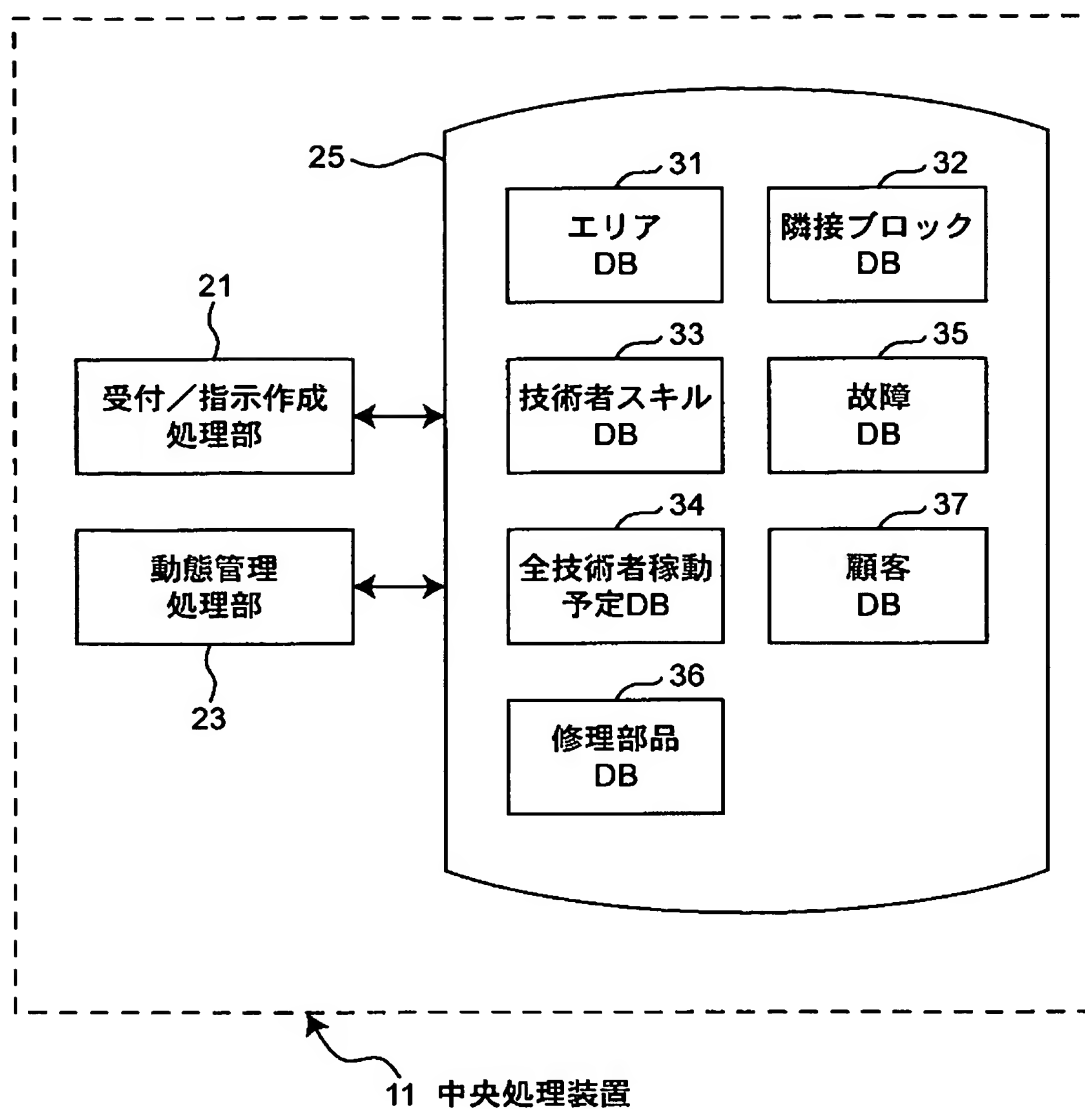 25
31
エリア
DB
32
隣接ブロック
DB
21
受付／指示作成
処理部
33
技術者スキル
DB
35
故障
DB
動態管理
処理部
23
34
全技術者稼動
予定DB
37
顧客
DB
36
修理部品
DB
11 中央処理装置